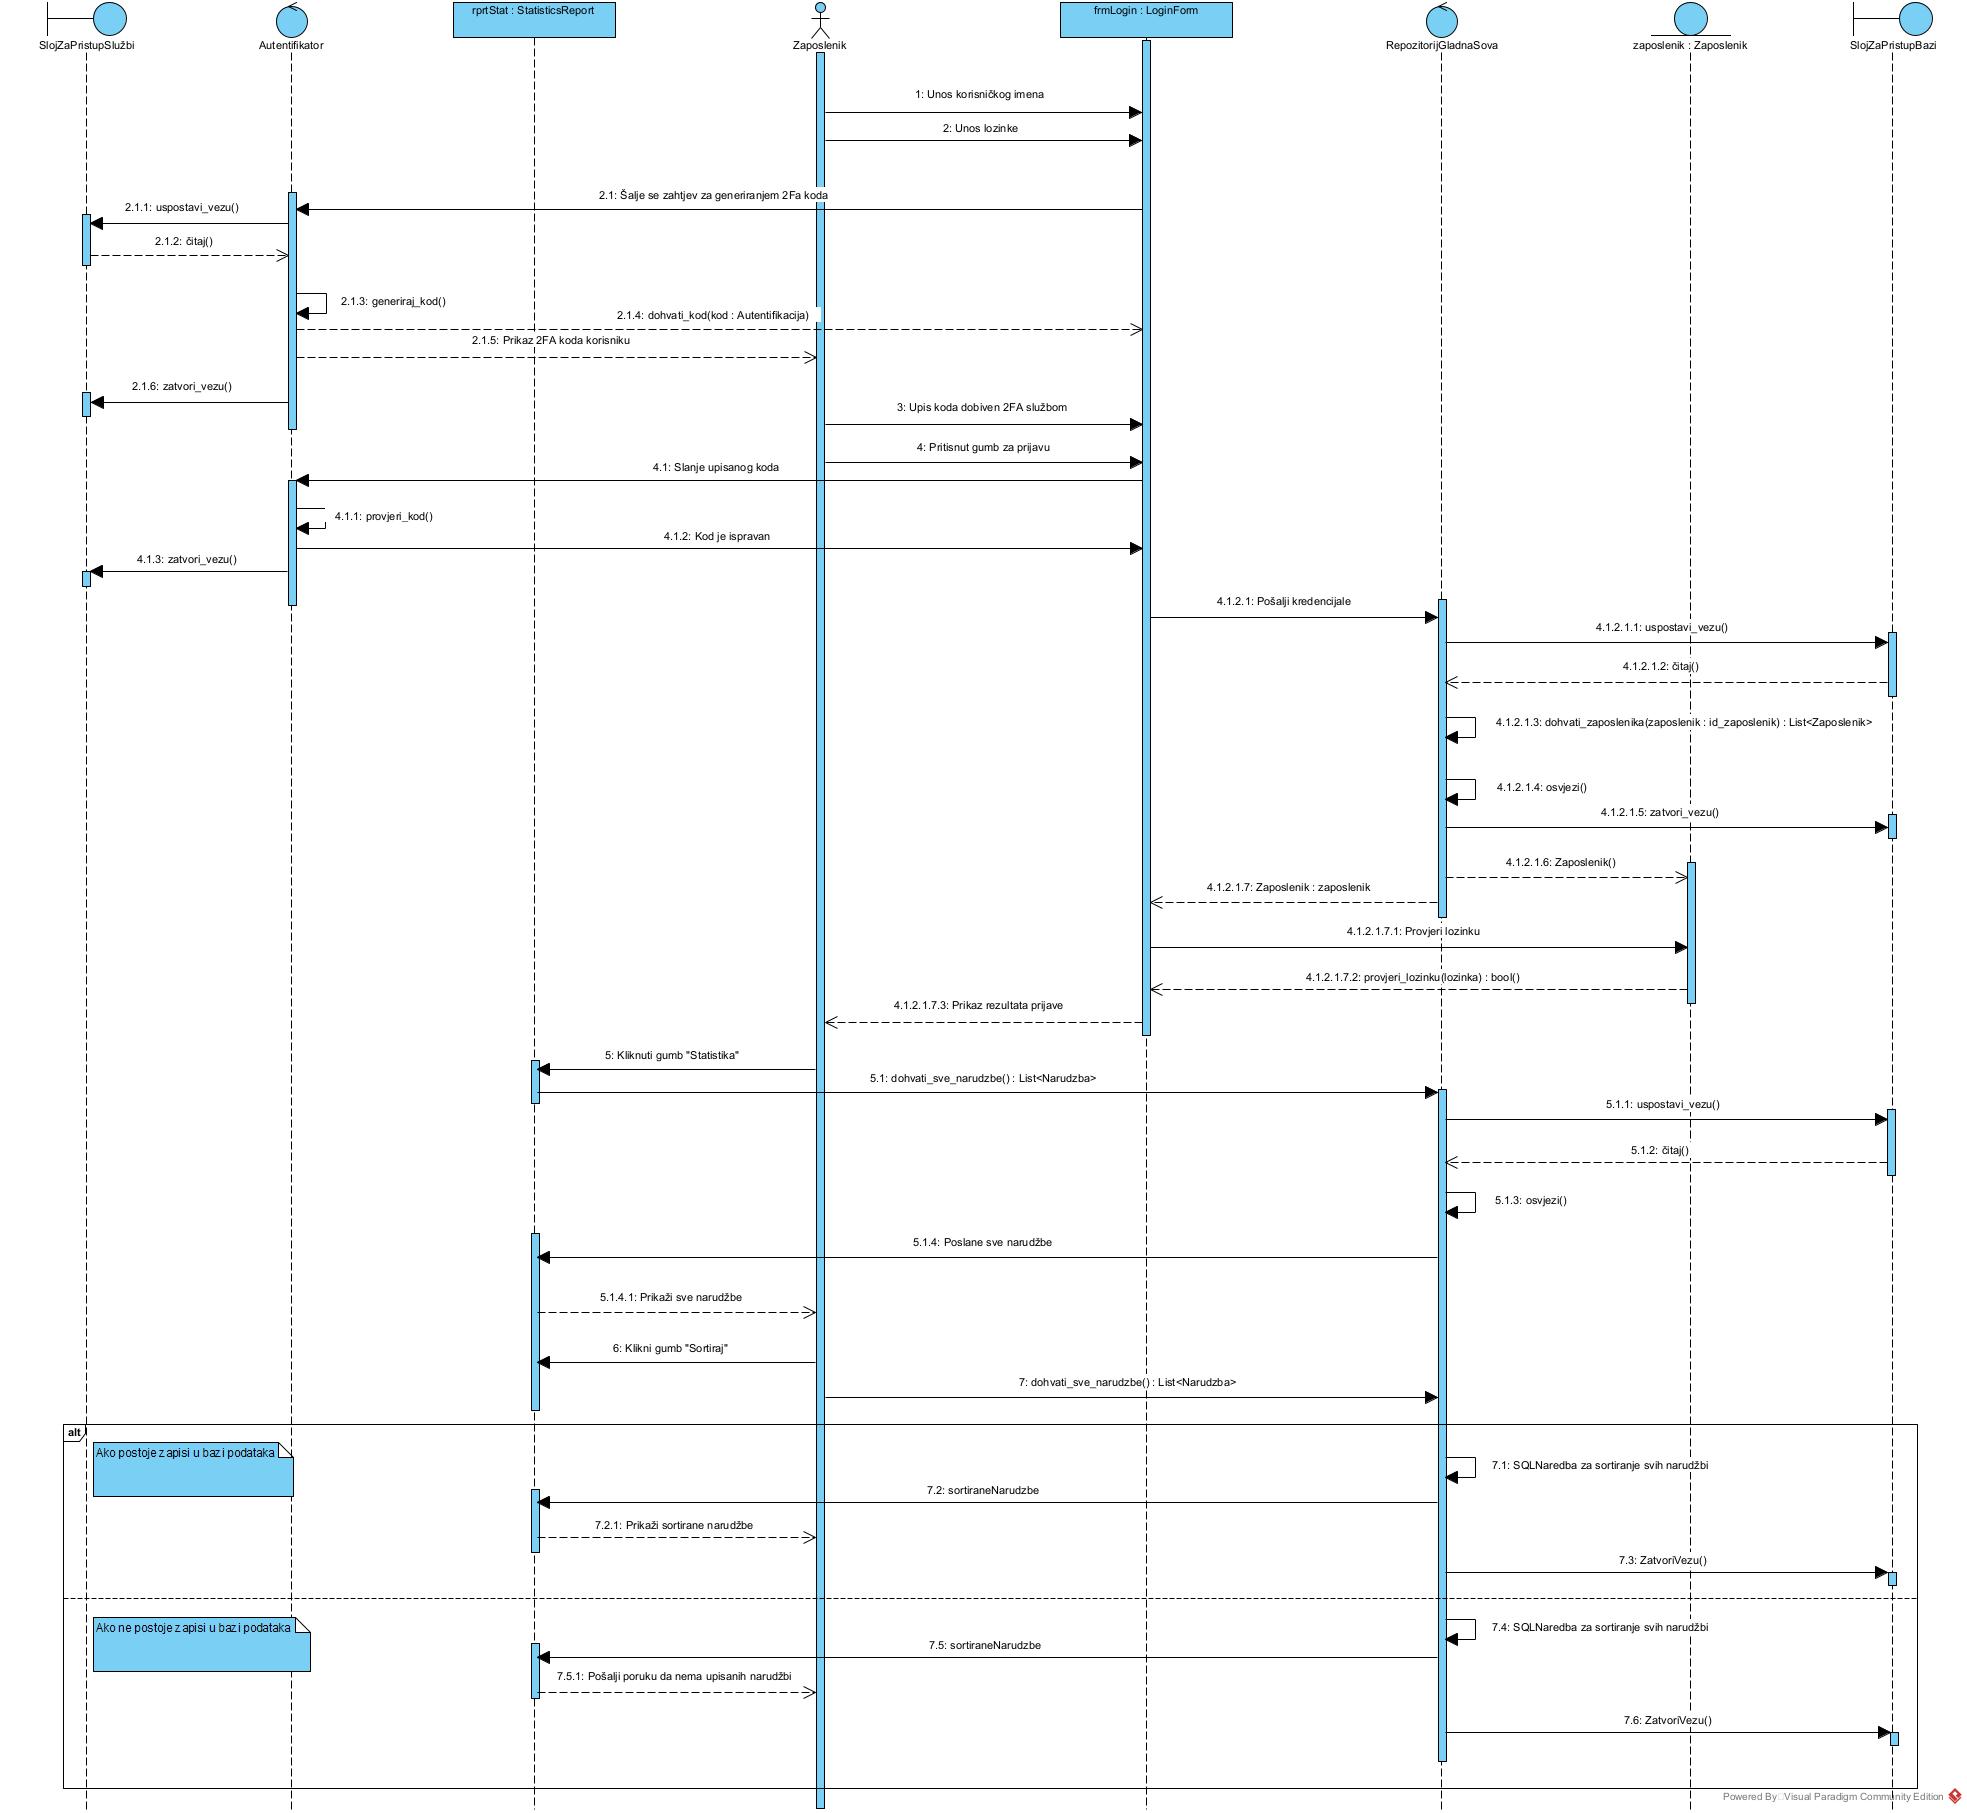 rprtStat : StatisticsReport
frmLogin : LoginForm
SlojZaPristupSlužbi
Autentifikator
Zaposlenik
RepozitorijGladnaSova
zaposlenik : Zaposlenik
SlojZaPristupBazi
1: Unos korisničkog imena
2: Unos lozinke
2.1: Šalje se zahtjev za generiranjem 2Fa koda
2.1.1: uspostavi_vezu()
2.1.2: čitaj()
2.1.3: generiraj_kod()
2.1.4: dohvati_kod(kod : Autentifikacija)
2.1.5: Prikaz 2FA koda korisniku
2.1.6: zatvori_vezu()
3: Upis koda dobiven 2FA službom
4: Pritisnut gumb za prijavu
4.1: Slanje upisanog koda
4.1.1: provjeri_kod()
4.1.2: Kod je ispravan
4.1.3: zatvori_vezu()
4.1.2.1: Pošalji kredencijale
4.1.2.1.1: uspostavi_vezu()
4.1.2.1.2: čitaj()
4.1.2.1.3: dohvati_zaposlenika(zaposlenik : id_zaposlenik) : List<Zaposlenik>
4.1.2.1.4: osvjezi()
4.1.2.1.5: zatvori_vezu()
4.1.2.1.6: Zaposlenik()
4.1.2.1.7: Zaposlenik : zaposlenik
4.1.2.1.7.1: Provjeri lozinku
4.1.2.1.7.2: provjeri_lozinku(lozinka) : bool()
4.1.2.1.7.3: Prikaz rezultata prijave
5: Kliknuti gumb "Statistika"
5.1: dohvati_sve_narudzbe() : List<Narudzba>
5.1.1: uspostavi_vezu()
5.1.2: čitaj()
5.1.3: osvjezi()
5.1.4: Poslane sve narudžbe
5.1.4.1: Prikaži sve narudžbe
6: Klikni gumb "Sortiraj"
7: dohvati_sve_narudzbe() : List<Narudzba>
alt
Ako postoje zapisi u bazi podataka
7.1: SQLNaredba za sortiranje svih narudžbi
7.2: sortiraneNarudzbe
7.2.1: Prikaži sortirane narudžbe
7.3: ZatvoriVezu()
Ako ne postoje zapisi u bazi podataka
7.4: SQLNaredba za sortiranje svih narudžbi
7.5: sortiraneNarudzbe
7.5.1: Pošalji poruku da nema upisanih narudžbi
7.6: ZatvoriVezu()
Powered By Visual Paradigm Community Edition